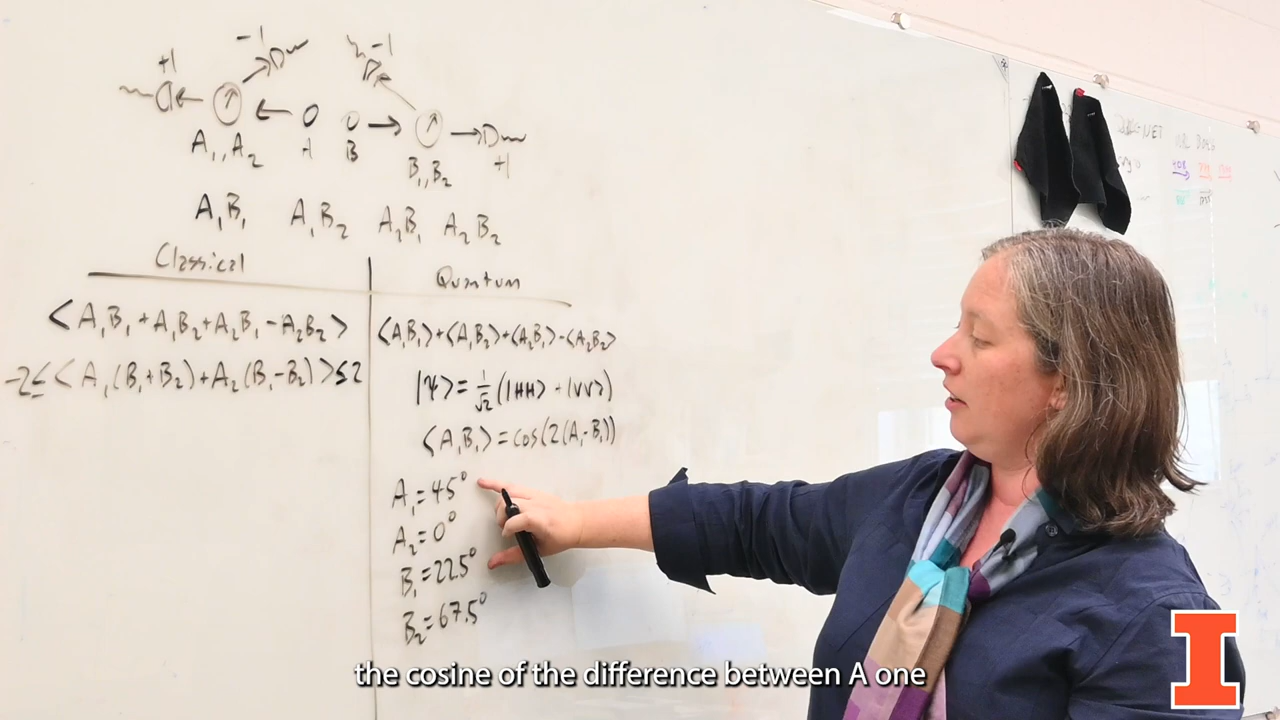 +1 -1 -1
A B
A₁, A₂ B₁, B₂ +1
A₁B₁ A₁B₂ A₂B₁ A₂B₂
Classical Quantum
<A₁B₁+A₁B₂+A₂B₁-A₂B₂>
-2≤<A₁(B₁+B₂)+A₂(B₁-B₂)>≤2
<A₁B₁>+<A₁B₂>+<A₂B₁>-<A₂B₂>
|Ψ>=1/√2(|HH>+|VV>)
<A₁B₁>=cos(2(A₁-B₁))
A₁=45°
A₂=0°
B₁=22.5°
B₂=67.5°
the cosine of the difference between A one
I